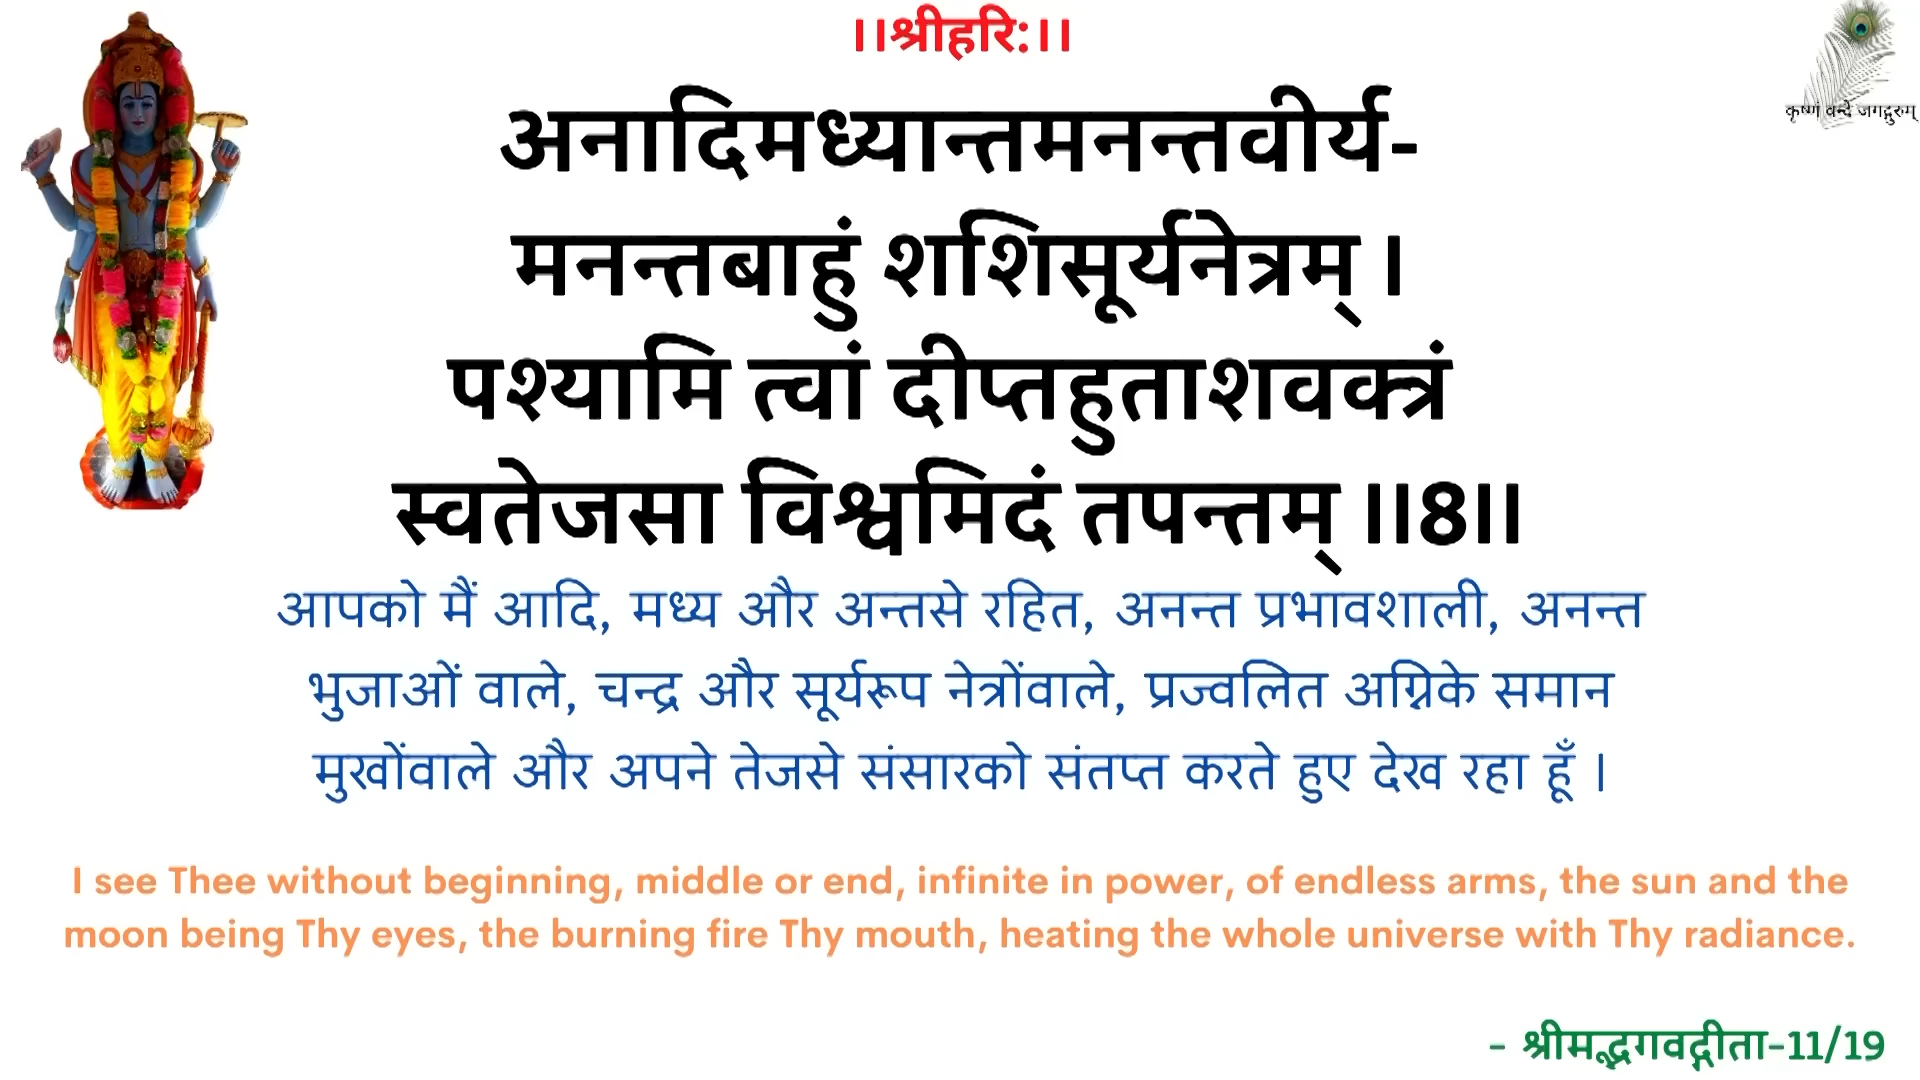 ।।श्रीहरि:।।
कृष्णं वन्दे जगद्गुरुम्
अनादिमध्यान्तमनन्तवीर्य-
मनन्तबाहुं शशिसूर्यनेत्रम् ।
पश्यामि त्वां दीप्तहुताशवक्त्रं
स्वतेजसा विश्वमिदं तपन्तम् ।।8।।
आपको मैं आदि, मध्य और अन्तसे रहित, अनन्त प्रभावशाली, अनन्त
भुजाओं वाले, चन्द्र और सूर्यरूप नेत्रोंवाले, प्रज्वलित अग्निके समान
मुखोंवाले और अपने तेजसे संसारको संतप्त करते हुए देख रहा हूँ ।
I see Thee without beginning, middle or end, infinite in power, of endless arms, the sun and the
moon being Thy eyes, the burning fire Thy mouth, heating the whole universe with Thy radiance.
- श्रीमद्भगवद्गीता-11/19